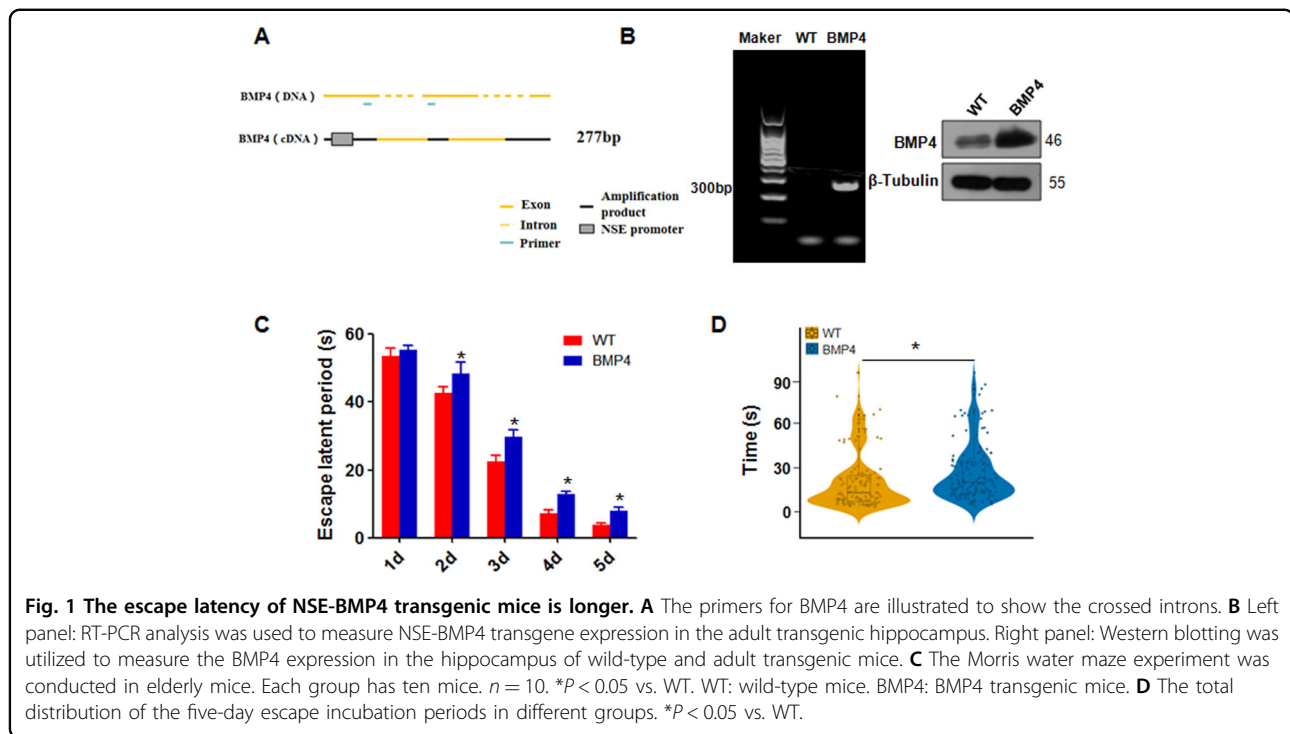 A
BMP4 ( DNA )
BMP4 ( cDNA )
277bp
Exon
Intron
Primer
Amplification
product
NSE promoter
B
Maker WT BMP4
300bp
WT BMP4
BMP4 46
β-Tubulin 55
C
Escape latent period (s)
60
40
20
0
WT
BMP4
*
*
*
*
1d 2d 3d 4d 5d
D
WT
BMP4
*
Time (s)
90
60
30
0
Fig. 1 The escape latency of NSE-BMP4 transgenic mice is longer. A The primers for BMP4 are illustrated to show the crossed introns. B Left
panel: RT-PCR analysis was used to measure NSE-BMP4 transgene expression in the adult transgenic hippocampus. Right panel: Western blotting was
utilized to measure the BMP4 expression in the hippocampus of wild-type and adult transgenic mice. C The Morris water maze experiment was
conducted in elderly mice. Each group has ten mice. n = 10. *P < 0.05 vs. WT. WT: wild-type mice. BMP4: BMP4 transgenic mice. D The total
distribution of the five-day escape incubation periods in different groups. *P < 0.05 vs. WT.